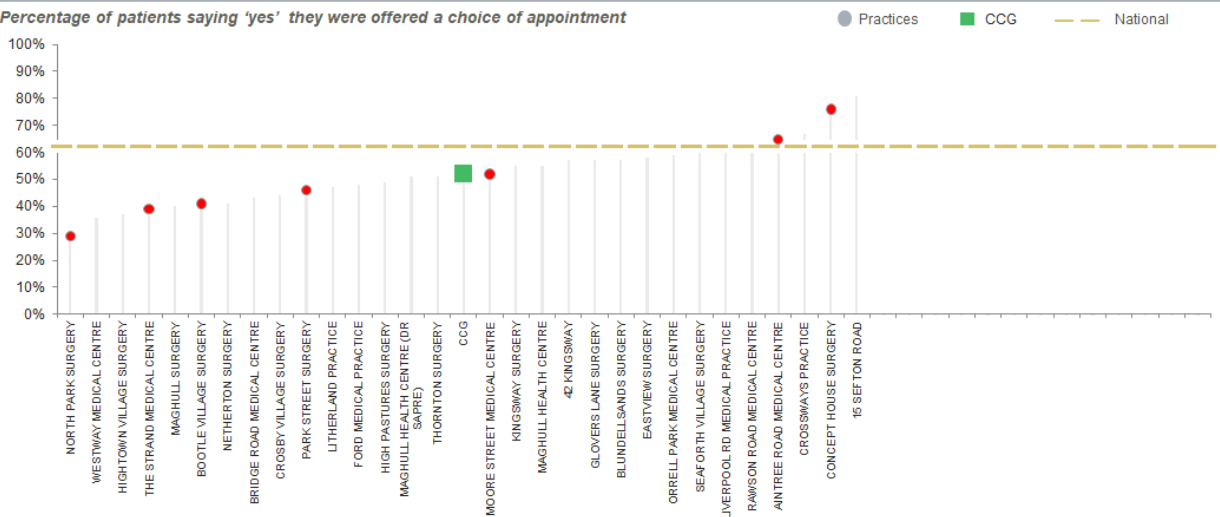 Percentage of patients saying ‘yes’ they were offered a choice of appointment
Practices
CCG
National
100%
90%
80%
70%
60%
50%
40%
30%
20%
10%
0%
NORTH PARK SURGERY
WESTWAY MEDICAL CENTRE
HIGHTOWN VILLAGE SURGERY
THE STRAND MEDICAL CENTRE
MAGHULL SURGERY
BOOTLE VILLAGE SURGERY
NETHERTON SURGERY
BRIDGE ROAD MEDICAL CENTRE
CROSBY VILLAGE SURGERY
PARK STREET SURGERY
LITHERLAND PRACTICE
FORD MEDICAL PRACTICE
HIGH PASTURES SURGERY
MAGHULL HEALTH CENTRE (DR
SAPRE)
THORNTON SURGERY
CCG
MOORE STREET MEDICAL CENTRE
KINGSWAY SURGERY
MAGHULL HEALTH CENTRE
42 KINGSWAY
GLOVERS LANE SURGERY
BLUNDELLSANDS SURGERY
EASTVIEW SURGERY
ORRELL PARK MEDICAL CENTRE
SEAFORTH VILLAGE SURGERY
LIVERPOOL RD MEDICAL PRACTICE
RAWSON ROAD MEDICAL CENTRE
AINTREE ROAD MEDICAL CENTRE
CROSSWAYS PRACTICE
CONCEPT HOUSE SURGERY
15 SEFTON ROAD